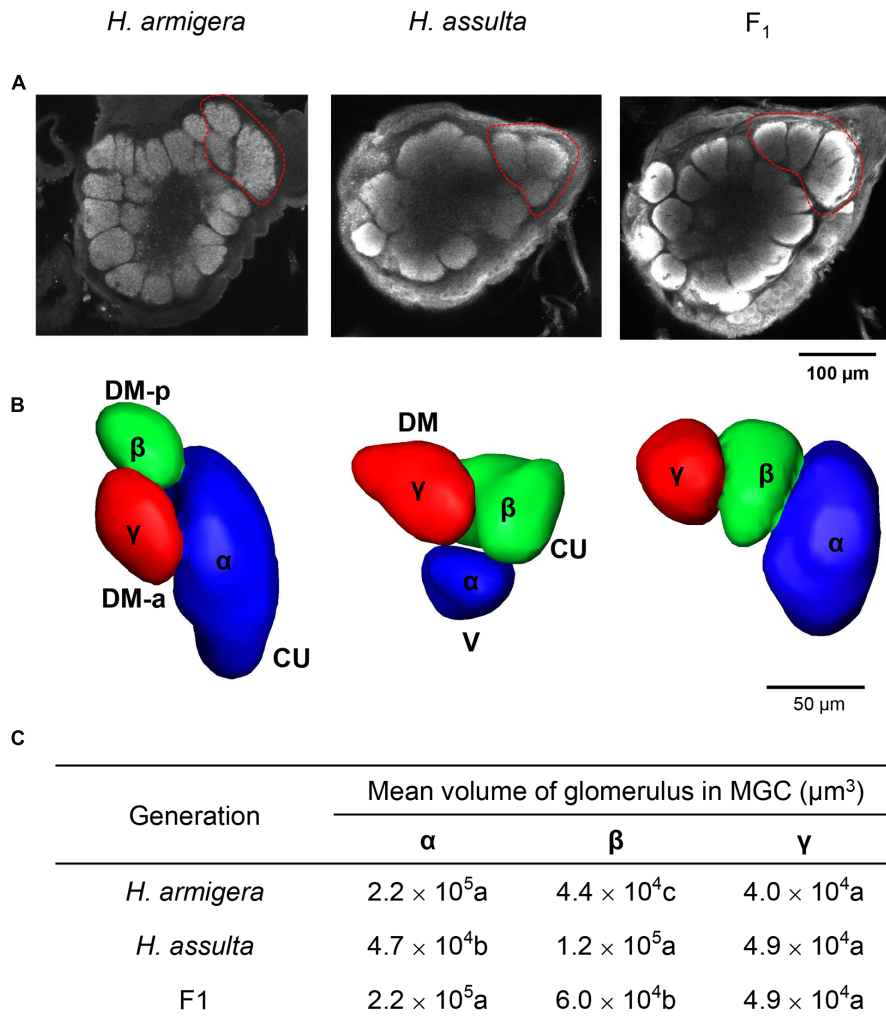 H. armigera H. assulta F₁
A
100 µm
B
DM-p
β
γ
α
DM-a
CU
DM
γ
β
CU
α
V
γ
β
α
50 µm
C
Generation
Mean volume of glomerulus in MGC (µm³)
α β γ
H. armigera 2.2 × 10⁵a 4.4 × 10⁴c 4.0 × 10⁴a
H. assulta 4.7 × 10⁴b 1.2 × 10⁵a 4.9 × 10⁴a
F1 2.2 × 10⁵a 6.0 × 10⁴b 4.9 × 10⁴a